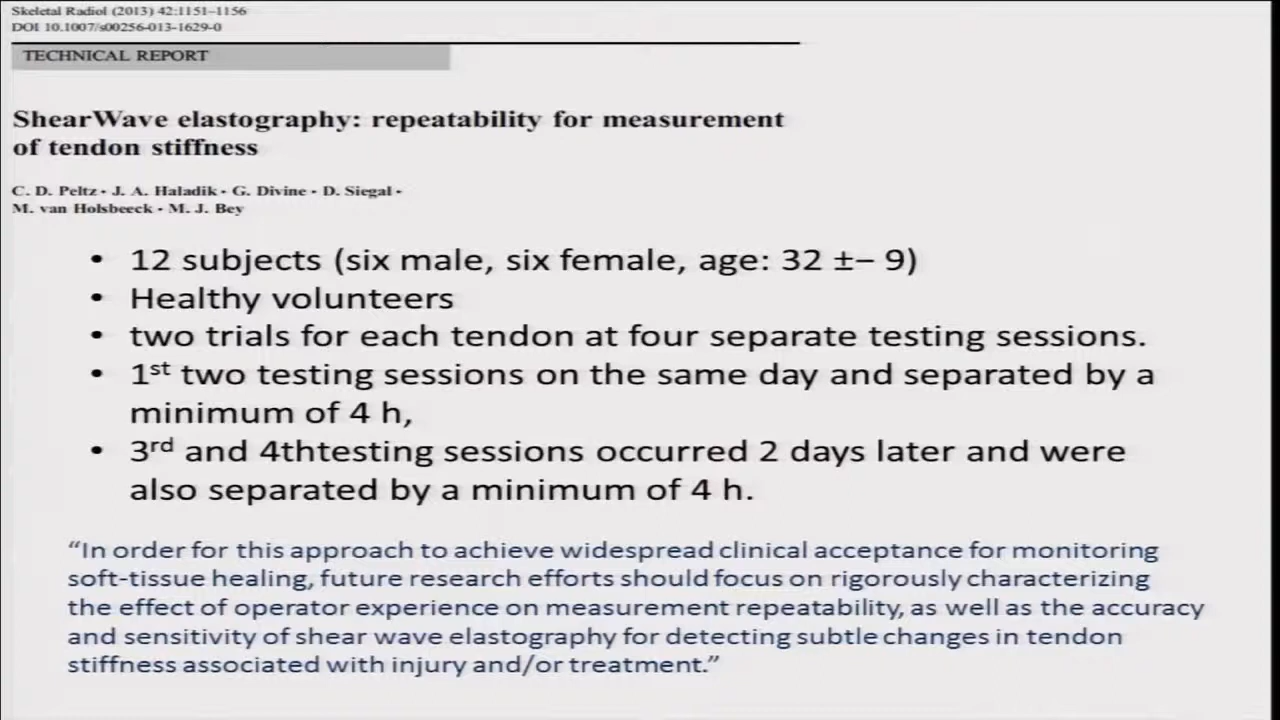 Skeletal Radiol (2013) 42:1151–1156
DOI 10.1007/s00256-013-1629-0
TECHNICAL REPORT
ShearWave elastography: repeatability for measurement
of tendon stiffness
C. D. Peltz · J. A. Haladik · G. Divine · D. Siegal ·
M. van Holsbeeck · M. J. Bey
• 12 subjects (six male, six female, age: 32 ±− 9)
• Healthy volunteers
• two trials for each tendon at four separate testing sessions.
• 1st two testing sessions on the same day and separated by a
minimum of 4 h,
• 3rd and 4thtesting sessions occurred 2 days later and were
also separated by a minimum of 4 h.
“In order for this approach to achieve widespread clinical acceptance for monitoring
soft-tissue healing, future research efforts should focus on rigorously characterizing
the effect of operator experience on measurement repeatability, as well as the accuracy
and sensitivity of shear wave elastography for detecting subtle changes in tendon
stiffness associated with injury and/or treatment.”